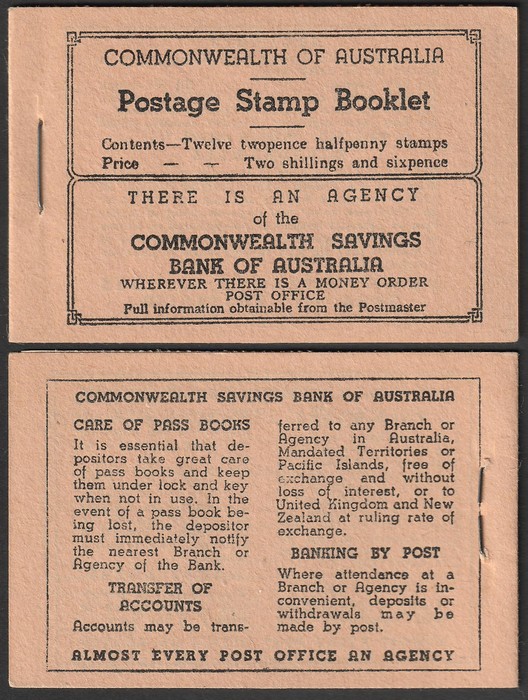 COMMONWEALTH OF AUSTRALIA
Postage Stamp Booklet
Contents—Twelve twopence halfpenny stamps
Price — — Two shillings and sixpence
THERE IS AN AGENCY
of the
COMMONWEALTH SAVINGS
BANK OF AUSTRALIA
WHEREVER THERE IS A MONEY ORDER
POST OFFICE
Full information obtainable from the Postmaster
COMMONWEALTH SAVINGS BANK OF AUSTRALIA
CARE OF PASS BOOKS
It is essential that de-
positors take great care
of pass books and keep
them under lock and key
when not in use. In the
event of a pass book be-
ing lost, the depositor
must immediately notify
the nearest Branch or
Agency of the Bank.
TRANSFER OF
ACCOUNTS
Accounts may be trans-
ferred to any Branch or
Agency in Australia,
Mandated Territories or
Pacific Islands, free of
exchange and without
loss of interest, or to
United Kingdom and New
Zealand at ruling rate of
exchange.
BANKING BY POST
Where attendance at a
Branch or Agency is in-
convenient, deposits or
withdrawals may be
made by post.
ALMOST EVERY POST OFFICE AN AGENCY